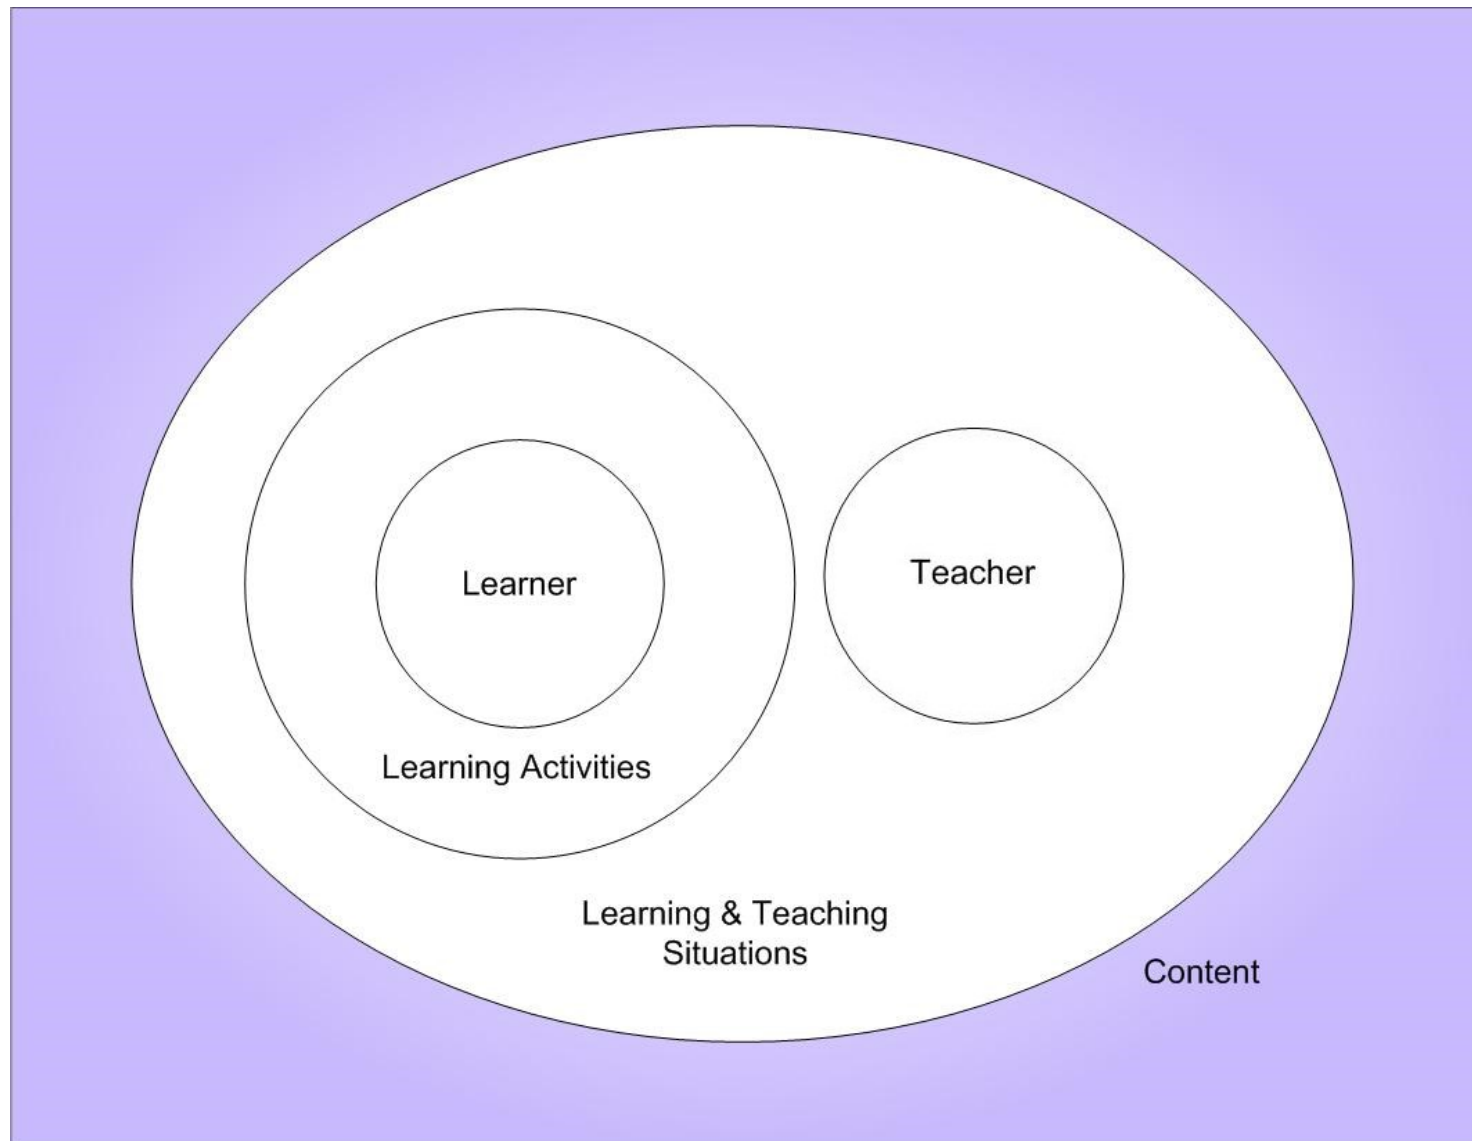 Learner
Teacher
Learning Activities
Learning & Teaching
Situations
Content